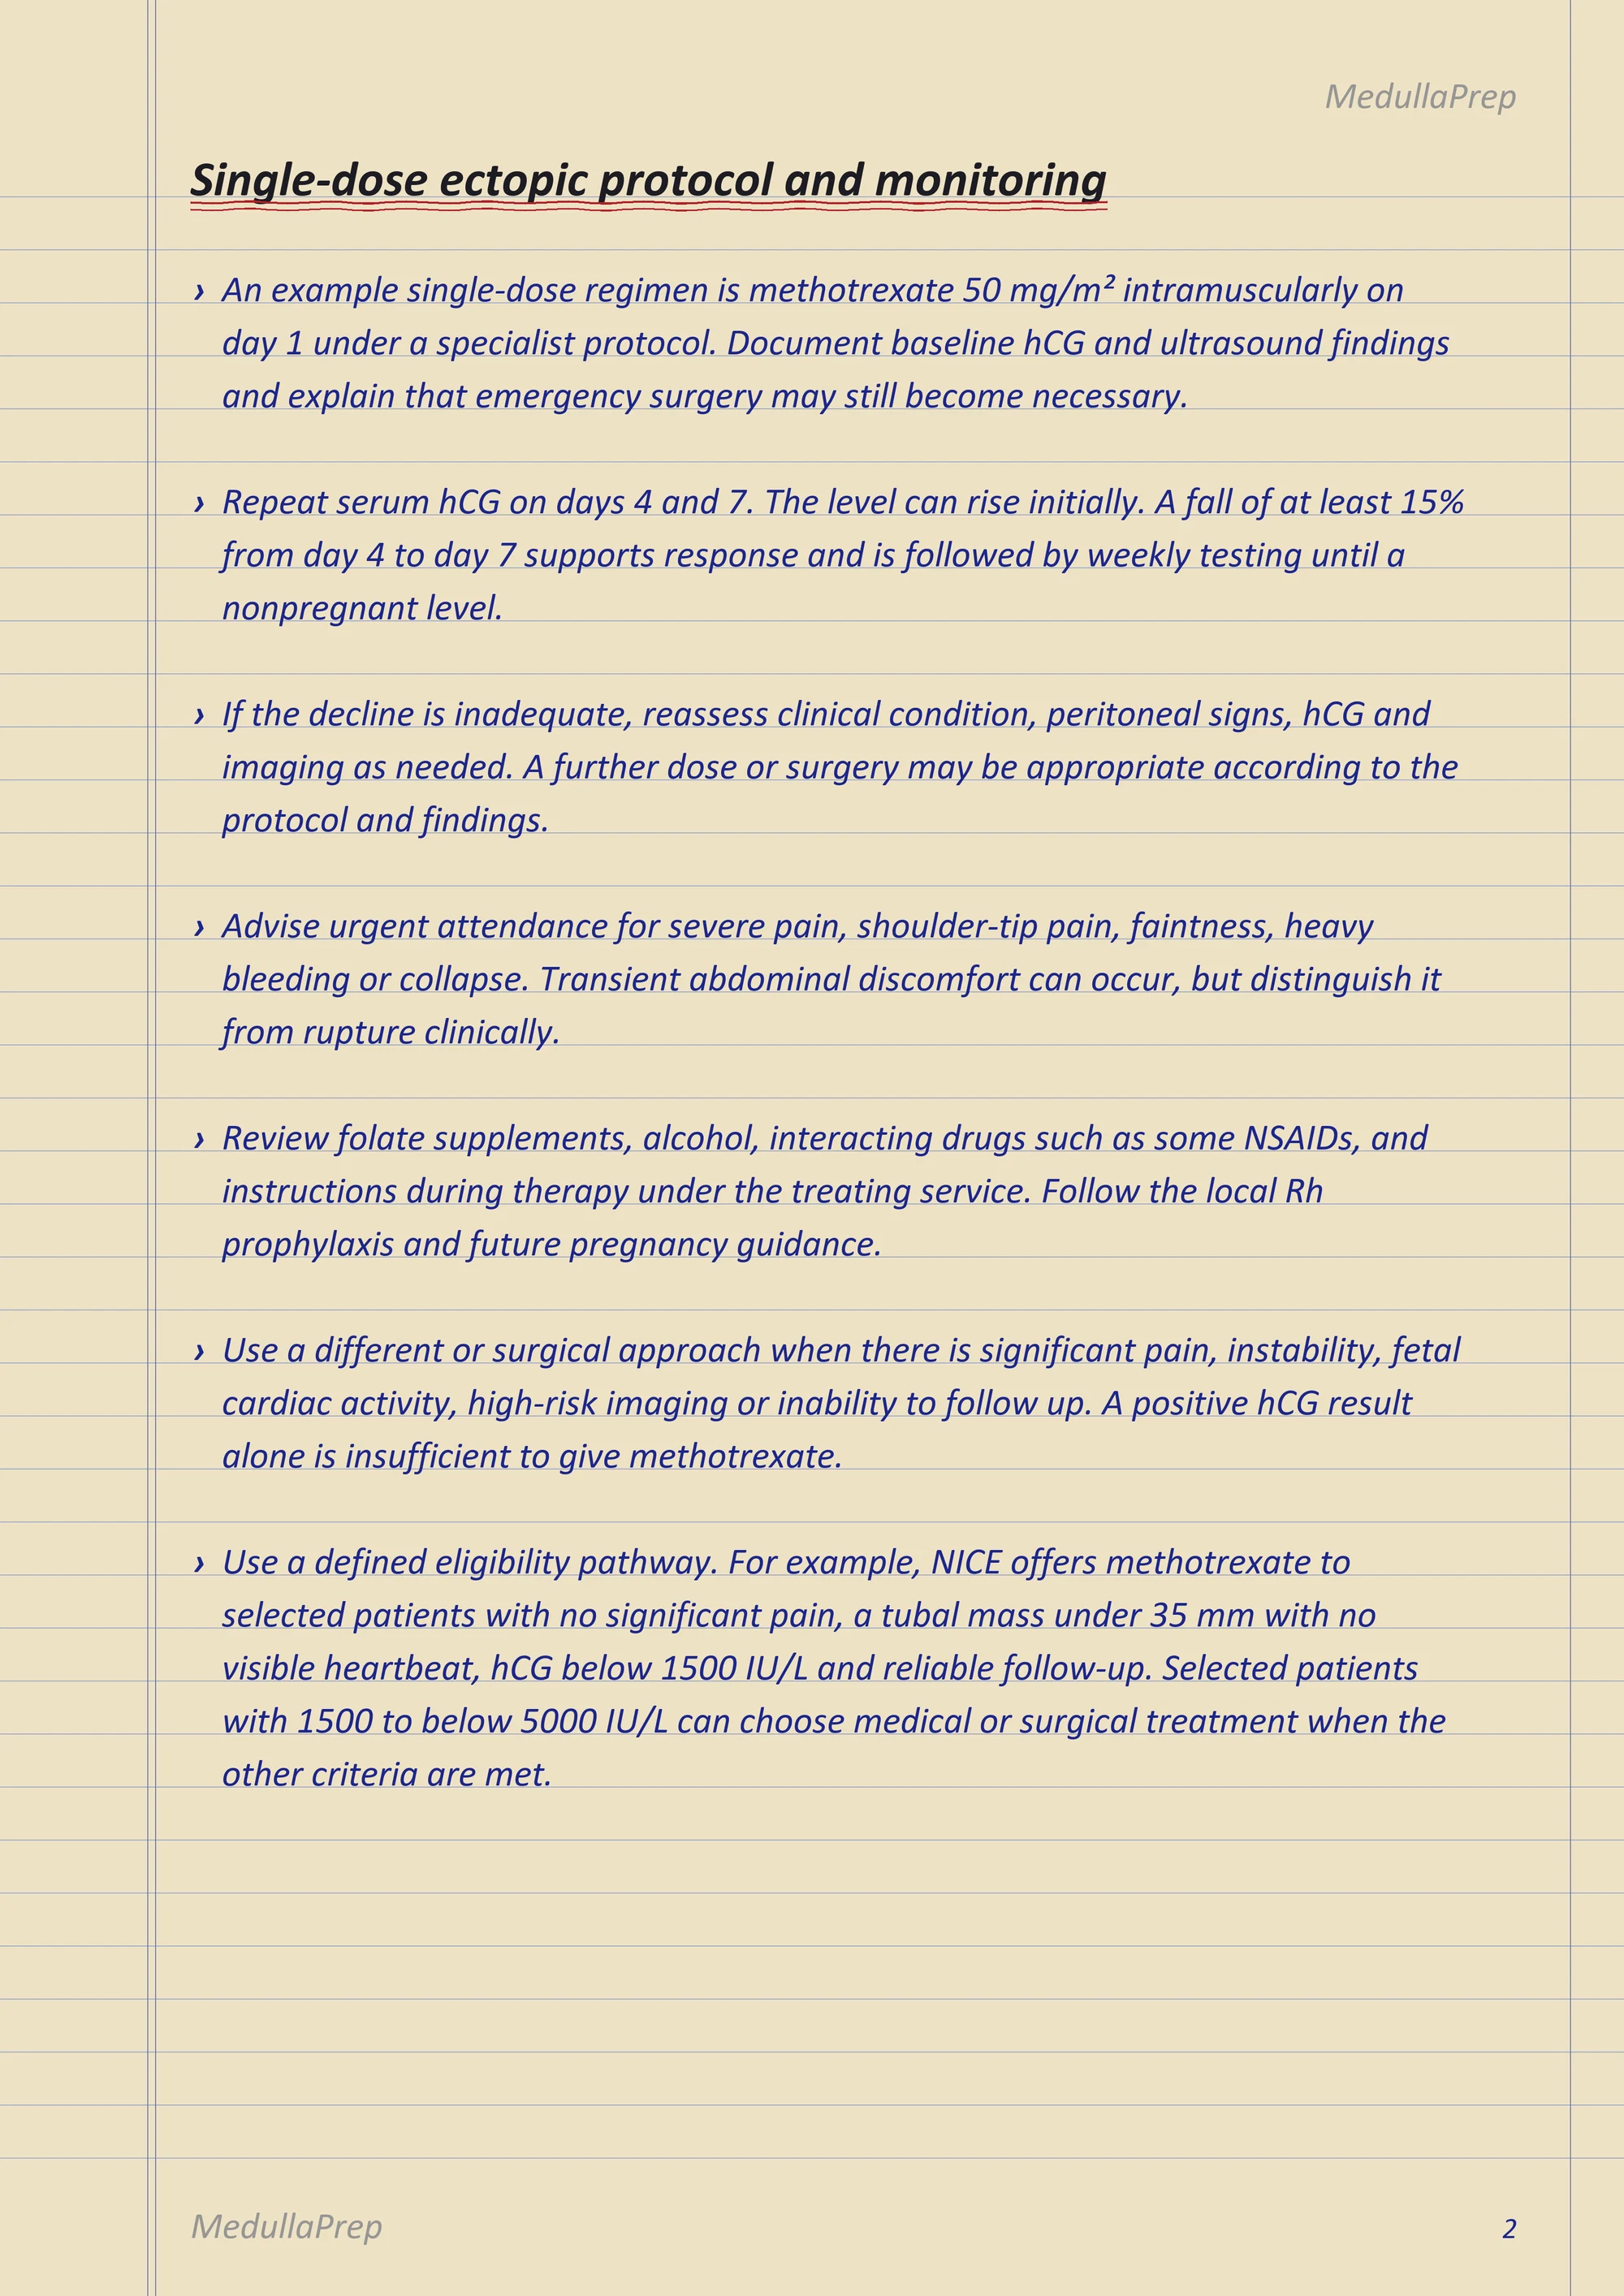 MedullaPrep
Single-dose ectopic protocol and monitoring
› An example single-dose regimen is methotrexate 50 mg/m² intramuscularly on
day 1 under a specialist protocol. Document baseline hCG and ultrasound findings
and explain that emergency surgery may still become necessary.
› Repeat serum hCG on days 4 and 7. The level can rise initially. A fall of at least 15%
from day 4 to day 7 supports response and is followed by weekly testing until a
nonpregnant level.
› If the decline is inadequate, reassess clinical condition, peritoneal signs, hCG and
imaging as needed. A further dose or surgery may be appropriate according to the
protocol and findings.
› Advise urgent attendance for severe pain, shoulder-tip pain, faintness, heavy
bleeding or collapse. Transient abdominal discomfort can occur, but distinguish it
from rupture clinically.
› Review folate supplements, alcohol, interacting drugs such as some NSAIDs, and
instructions during therapy under the treating service. Follow the local Rh
prophylaxis and future pregnancy guidance.
› Use a different or surgical approach when there is significant pain, instability, fetal
cardiac activity, high-risk imaging or inability to follow up. A positive hCG result
alone is insufficient to give methotrexate.
› Use a defined eligibility pathway. For example, NICE offers methotrexate to
selected patients with no significant pain, a tubal mass under 35 mm with no
visible heartbeat, hCG below 1500 IU/L and reliable follow-up. Selected patients
with 1500 to below 5000 IU/L can choose medical or surgical treatment when the
other criteria are met.
MedullaPrep
2